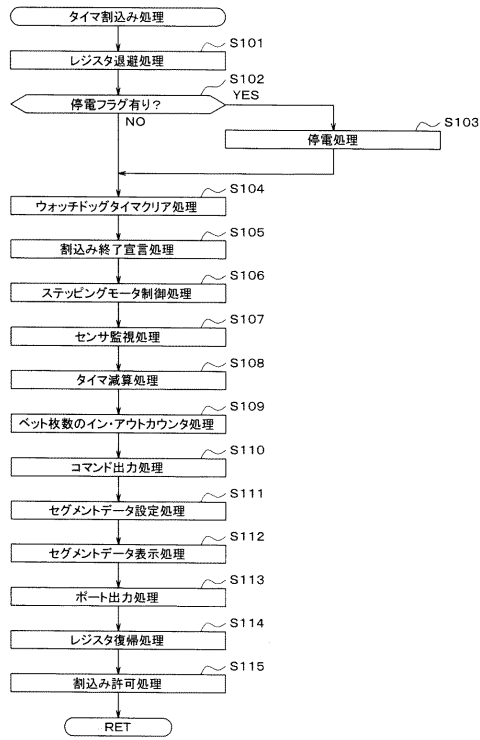 タイマ割込み処理
S101
レジスタ退避処理
S102
停電フラグ有り?
YES
NO
S103
停電処理
S104
ウォッチドッグタイマクリア処理
S105
割込み終了宣言処理
S106
ステッピングモータ制御処理
S107
センサ監視処理
S108
タイマ減算処理
S109
ベット枚数のイン・アウトカウンタ処理
S110
コマンド出力処理
S111
セグメントデータ設定処理
S112
セグメントデータ表示処理
S113
ポート出力処理
S114
レジスタ復帰処理
S115
割込み許可処理
RET